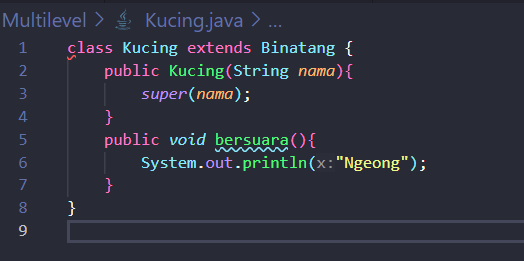 Multilevel > Kucing.java > ...
1 class Kucing extends Binatang {
2     public Kucing(String nama){
3         super(nama);
4     }
5     public void bersuara(){
6         System.out.println(x:"Ngeong");
7     }
8 }
9